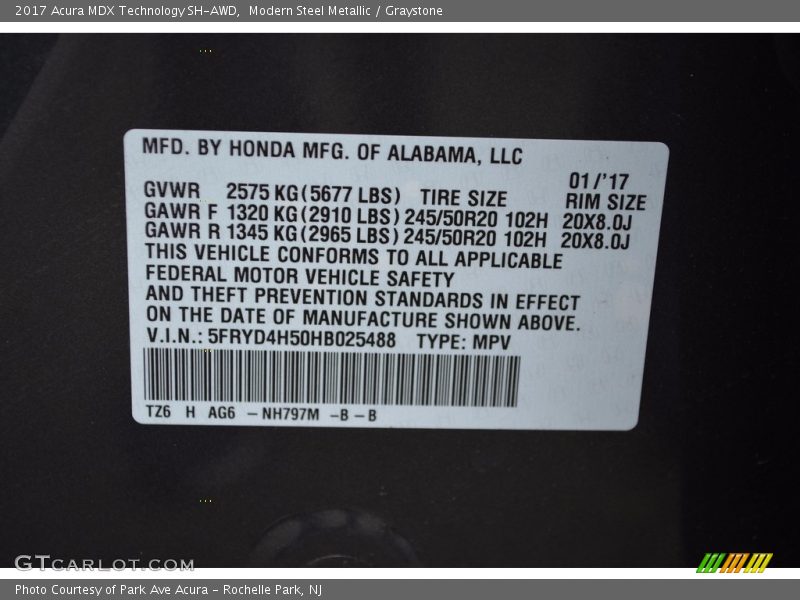 2017 Acura MDX Technology SH-AWD,  Modern Steel Metallic / Graystone
MFD. BY HONDA MFG. OF ALABAMA, LLC
01/'17
GVWR 2575 KG (5677 LBS) TIRE SIZE RIM SIZE
GAWR F 1320 KG (2910 LBS) 245/50R20 102H 20X8.0J
GAWR R 1345 KG (2965 LBS) 245/50R20 102H 20X8.0J
THIS VEHICLE CONFORMS TO ALL APPLICABLE
FEDERAL MOTOR VEHICLE SAFETY
AND THEFT PREVENTION STANDARDS IN EFFECT
ON THE DATE OF MANUFACTURE SHOWN ABOVE.
V.I.N.: 5FRYD4H50HB025488 TYPE: MPV
TZ6 H AG6 – NH797M –B – B
GTCARLOT.COM
Photo Courtesy of Park Ave Acura – Rochelle Park, NJ